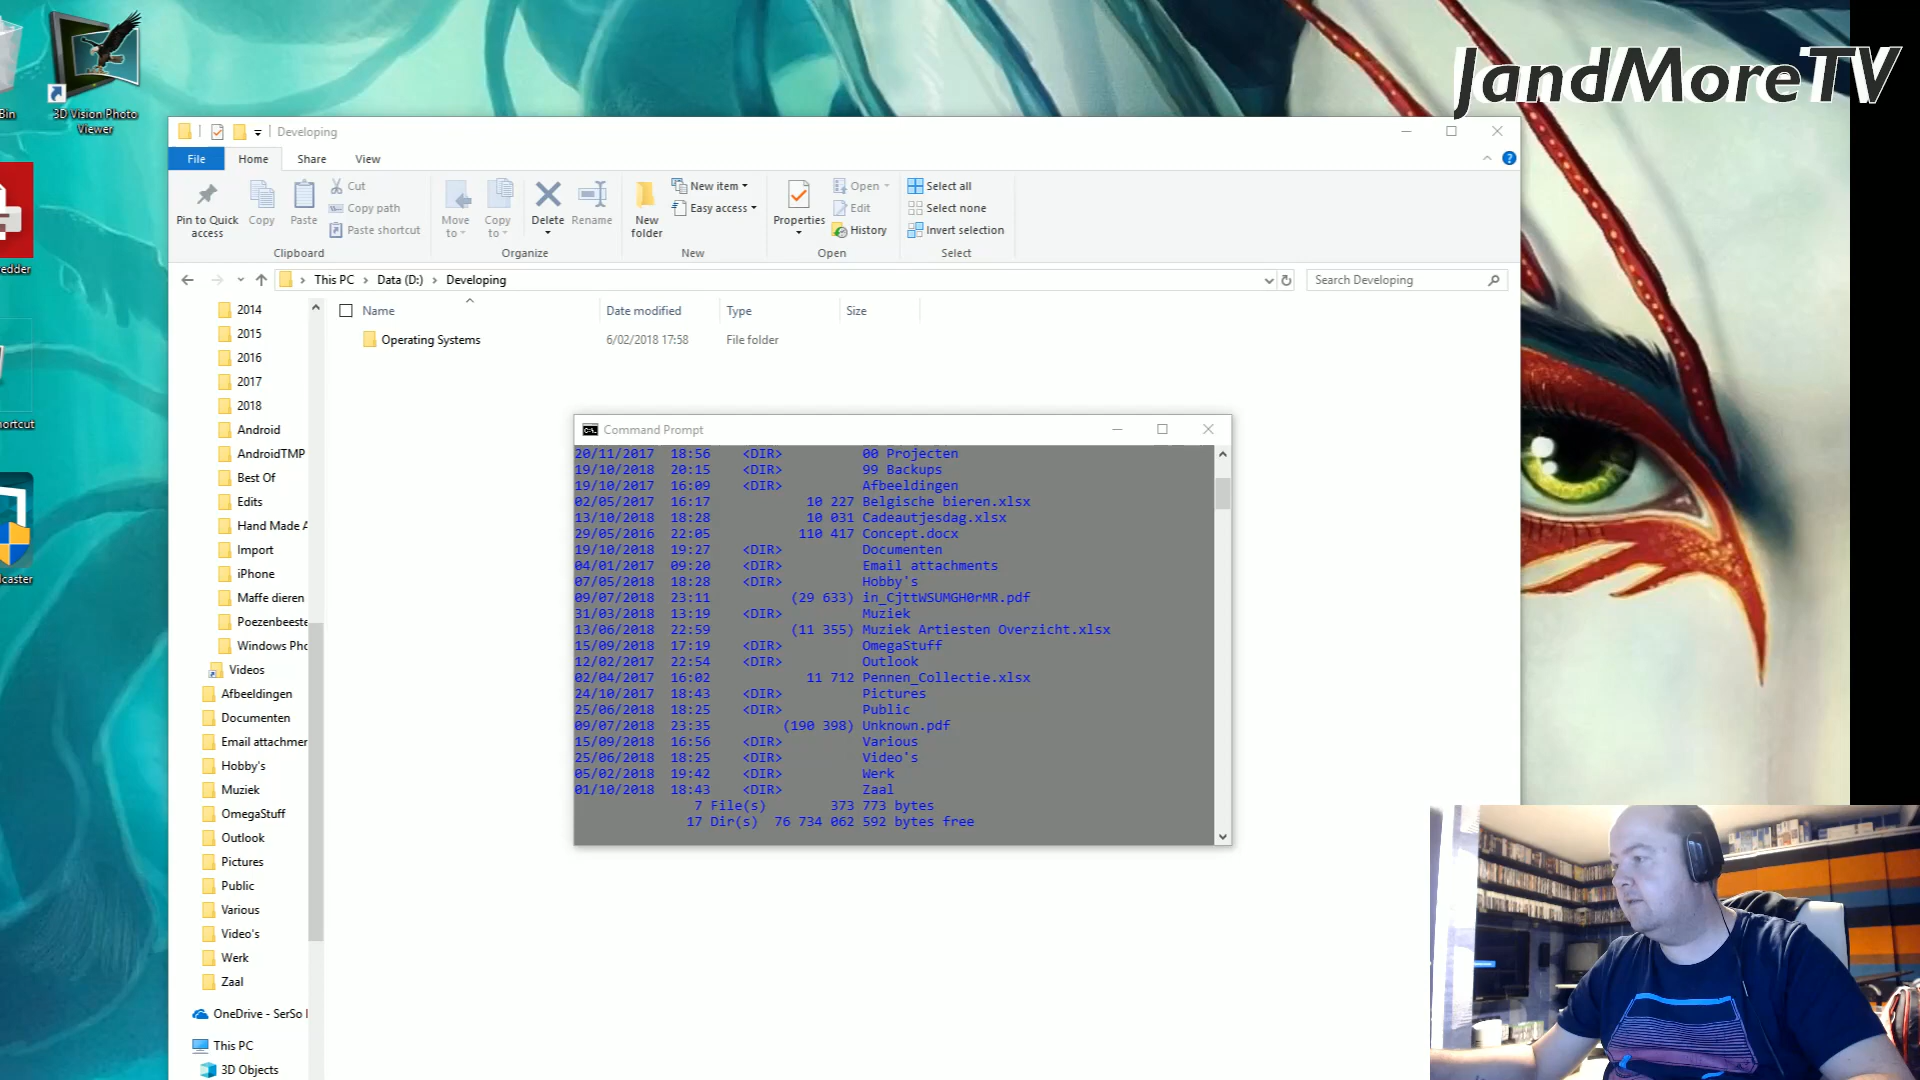 JandMoreTV
Bin
3D Vision Photo
Viewer
edder
ortcut
lcaster
Developing
File
Home
Share
View
Pin to Quick
access
Copy
Paste
Cut
Copy path
Paste shortcut
Clipboard
Move
to
Copy
to
Delete
Rename
Organize
New
folder
New item
Easy access
New
Properties
Open
Edit
History
Open
Select all
Select none
Invert selection
Select
This PC > Data (D:) > Developing
Search Developing
Name
Date modified
Type
Size
Operating Systems
6/02/2018 17:58
File folder
2014
2015
2016
2017
2018
Android
AndroidTMP
Best Of
Edits
Hand Made A
Import
iPhone
Maffe dieren
Poezenbeeste
Windows Pho
Videos
Afbeeldingen
Documenten
Email attachmer
Hobby's
Muziek
OmegaStuff
Outlook
Pictures
Public
Various
Video's
Werk
Zaal
OneDrive - SerSo
This PC
3D Objects
Command Prompt
20/11/2017 18:56 <DIR> 00 Projecten
19/10/2018 20:15 <DIR> 99 Backups
19/10/2018 16:09 <DIR> Afbeeldingen
02/05/2017 16:17 10 227 Belgische bieren.xlsx
13/10/2018 18:28 10 031 Cadeautjesdag.xlsx
29/05/2016 22:05 110 417 Concept.docx
19/10/2018 19:27 <DIR> Documenten
04/01/2017 09:20 <DIR> Email attachments
07/05/2018 18:28 <DIR> Hobby's
09/07/2018 23:11 (29 633) in_CjttWSUMGH0rMR.pdf
31/03/2018 13:19 <DIR> Muziek
13/06/2018 22:59 (11 355) Muziek Artiesten Overzicht.xlsx
15/09/2018 17:19 <DIR> OmegaStuff
12/02/2017 22:54 <DIR> Outlook
02/04/2017 16:02 11 712 Pennen_Collectie.xlsx
24/10/2017 18:43 <DIR> Pictures
25/06/2018 18:25 <DIR> Public
09/07/2018 23:35 (190 398) Unknown.pdf
15/09/2018 16:56 <DIR> Various
25/06/2018 18:25 <DIR> Video's
05/02/2018 19:42 <DIR> Werk
01/10/2018 18:43 <DIR> Zaal
7 File(s) 373 773 bytes
17 Dir(s) 76 734 062 592 bytes free